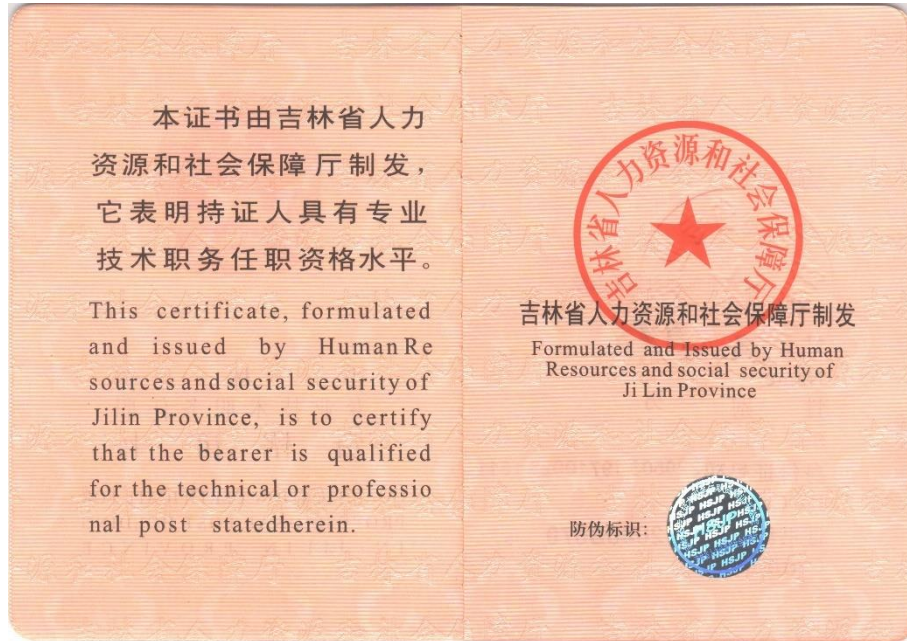 本证书由吉林省人力
资源和社会保障厅制发，
它表明持证人具有专业
技术职务任职资格水平。
This certificate, formulated
and issued by Human Re
sources and social security of
Jilin Province, is to certify
that the bearer is qualified
for the technical or professio
nal post statedherein.
吉林省人力资源和社会保障厅
吉林省人力资源和社会保障厅制发
Formulated and Issued by Human
Resources and social security of
Ji Lin Province
防伪标识：
HSJP